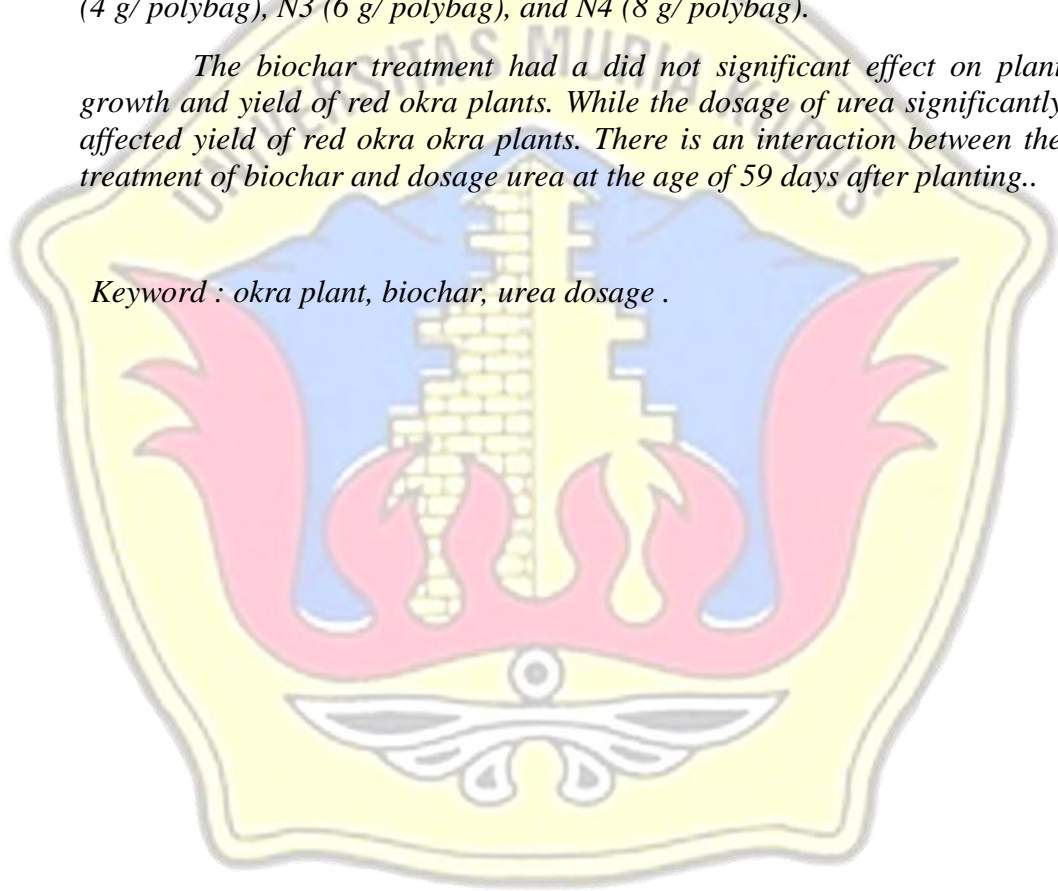 (4 g/ polybag), N3 (6 g/ polybag), and N4 (8 g/ polybag).
The biochar treatment had a did not significant effect on plant
growth and yield of red okra plants. While the dosage of urea significantly
affected yield of red okra okra plants. There is an interaction between the
treatment of biochar and dosage urea at the age of 59 days after planting..
Keyword : okra plant, biochar, urea dosage .